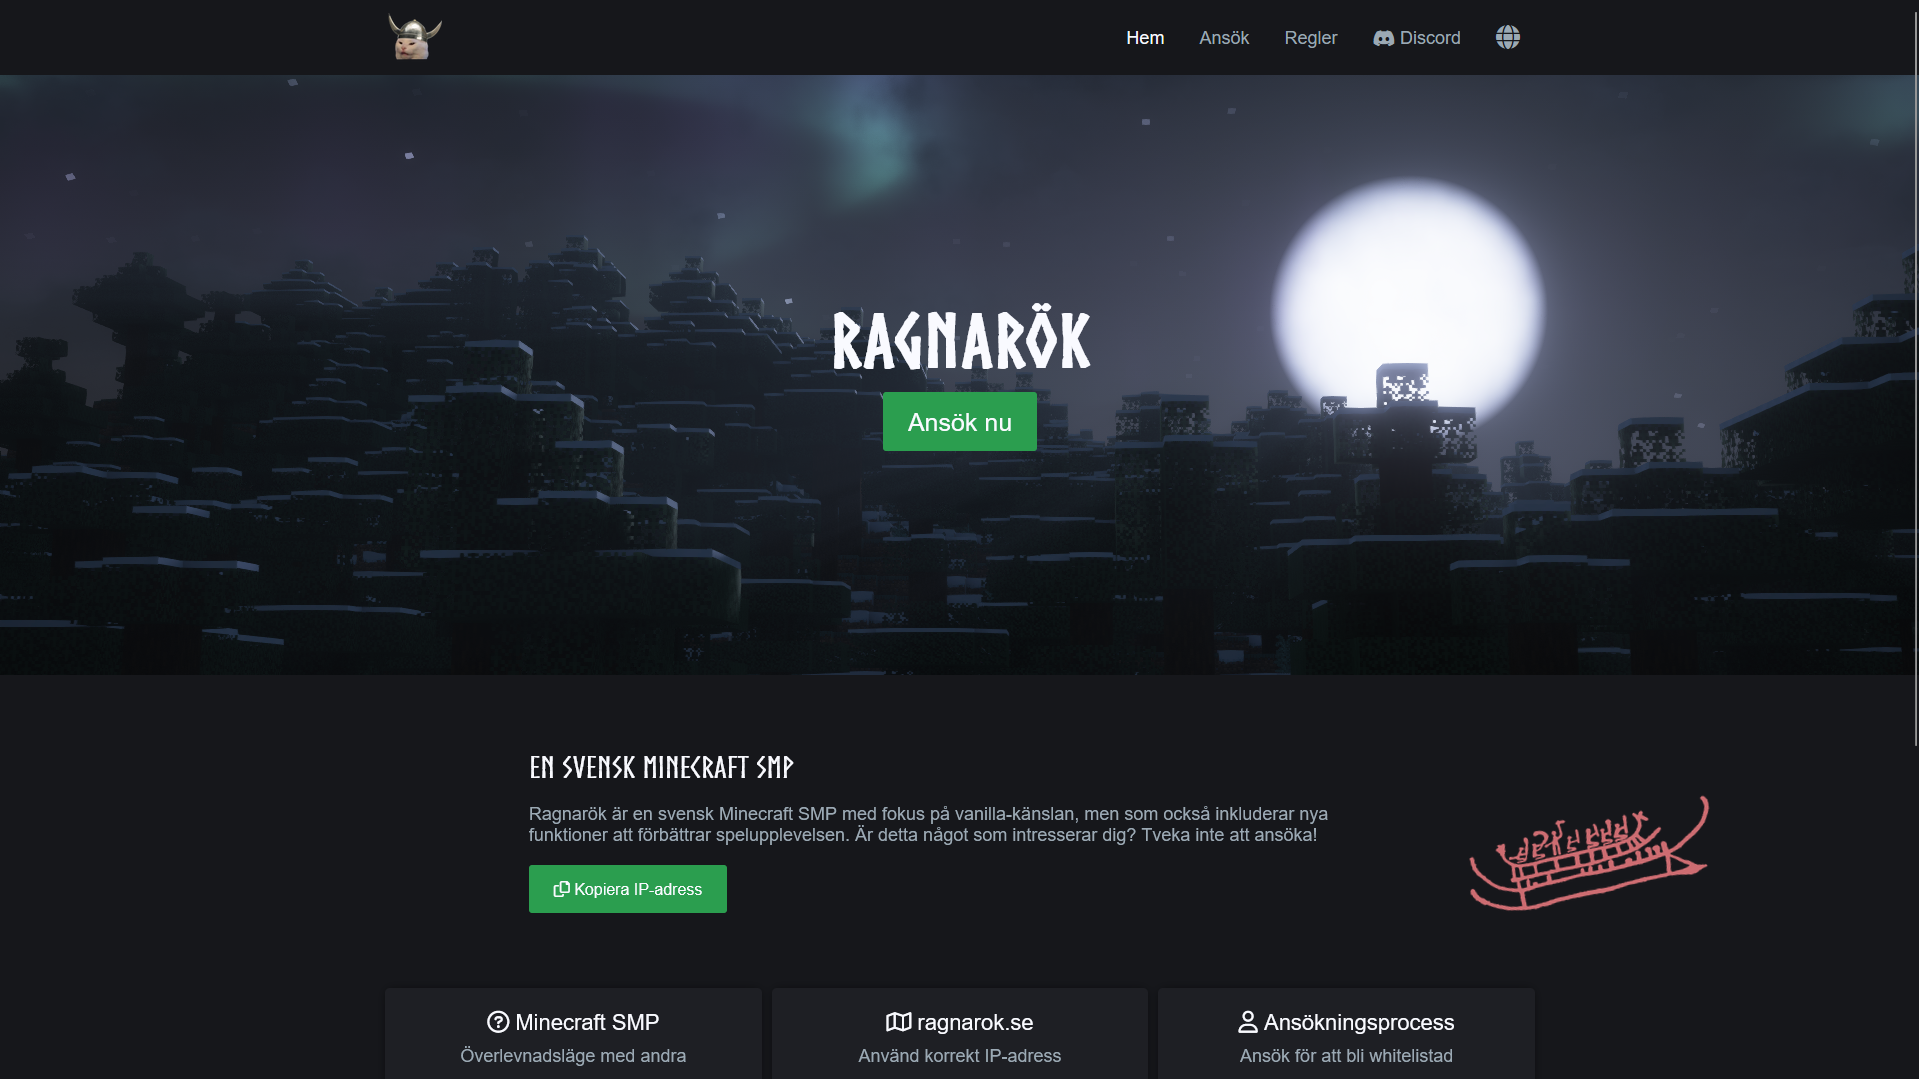 Hem
Ansök
Regler
Discord
RAGNARÖK
Ansök nu
EN SVENSK MINECRAFT SMP
Ragnarök är en svensk Minecraft SMP med fokus på vanilla-känslan, men som också inkluderar nya
funktioner att förbättrar spelupplevelsen. Är detta något som intresserar dig? Tveka inte att ansöka!
Kopiera IP-adress
Minecraft SMP
Överlevnadsläge med andra
ragnarok.se
Använd korrekt IP-adress
Ansökningsprocess
Ansök för att bli whitelistad